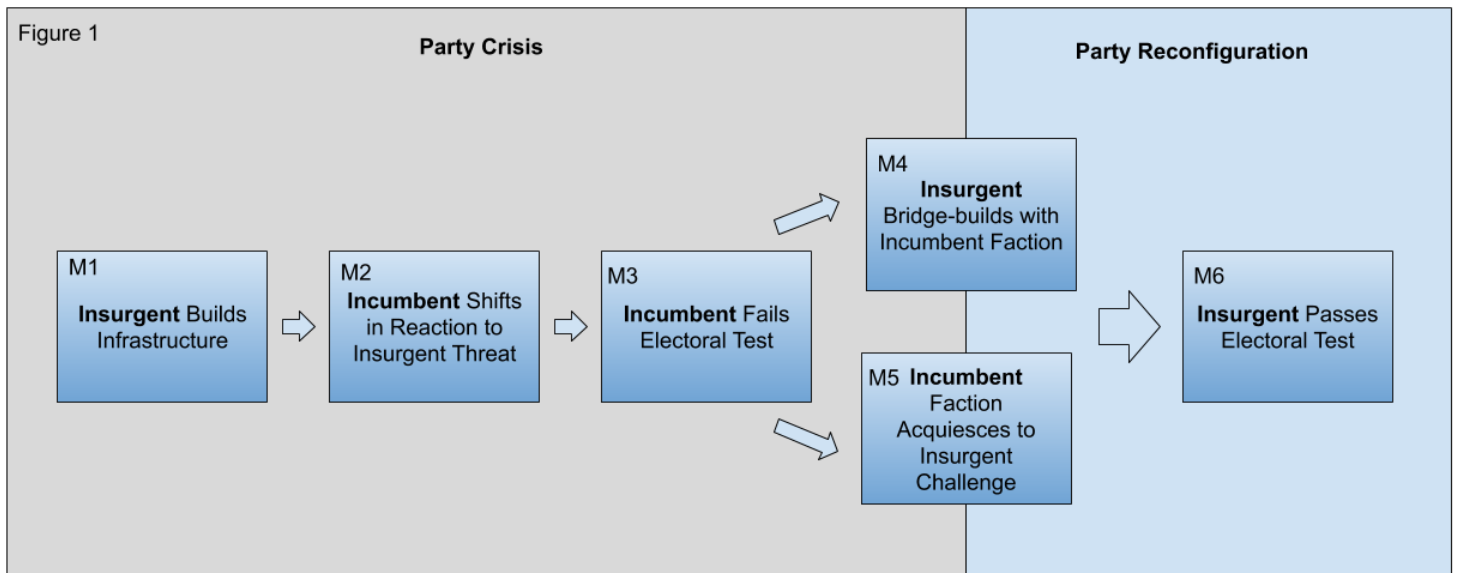 Figure 1
Party Crisis
Party Reconfiguration
M1
Insurgent Builds
Infrastructure
M2
Incumbent Shifts
in Reaction to
Insurgent Threat
M3
Incumbent Fails
Electoral Test
M4
Insurgent
Bridge-builds with
Incumbent Faction
M5 Incumbent
Faction
Acquiesces to
Insurgent
Challenge
M6
Insurgent Passes
Electoral Test